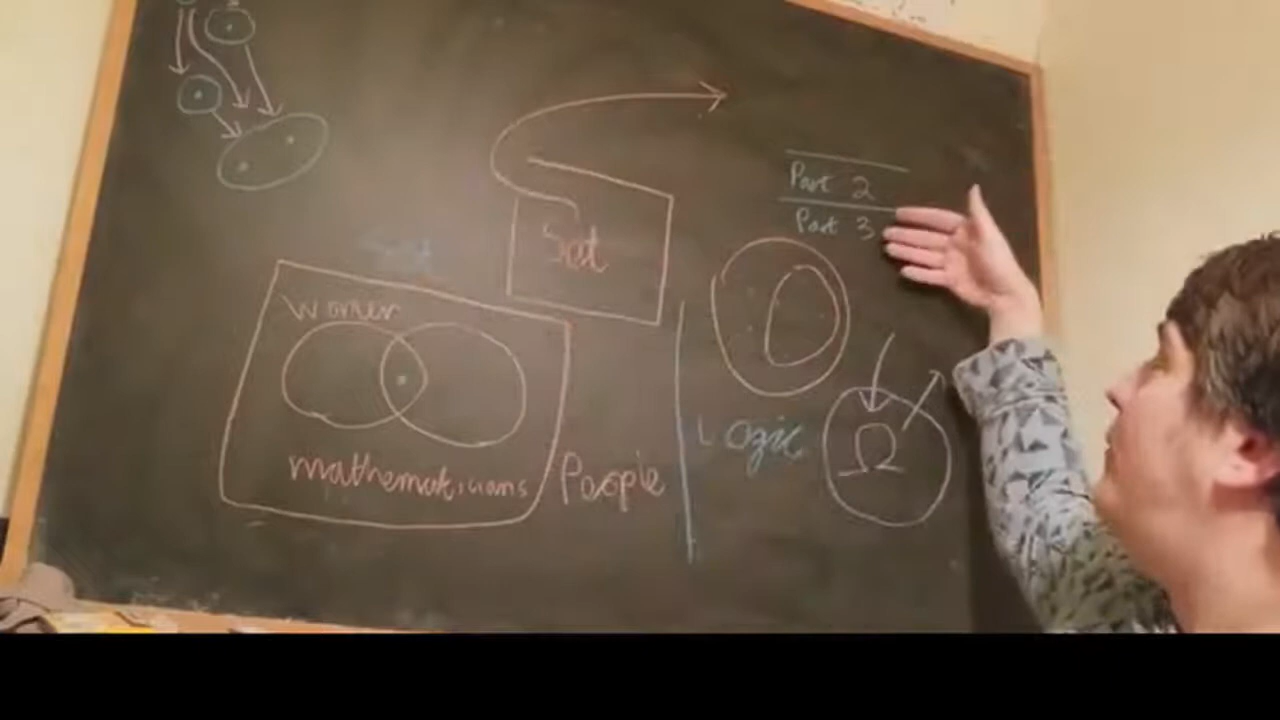 Part 2
Part 3
Set
women
mathematicians
People
Logic
Ω